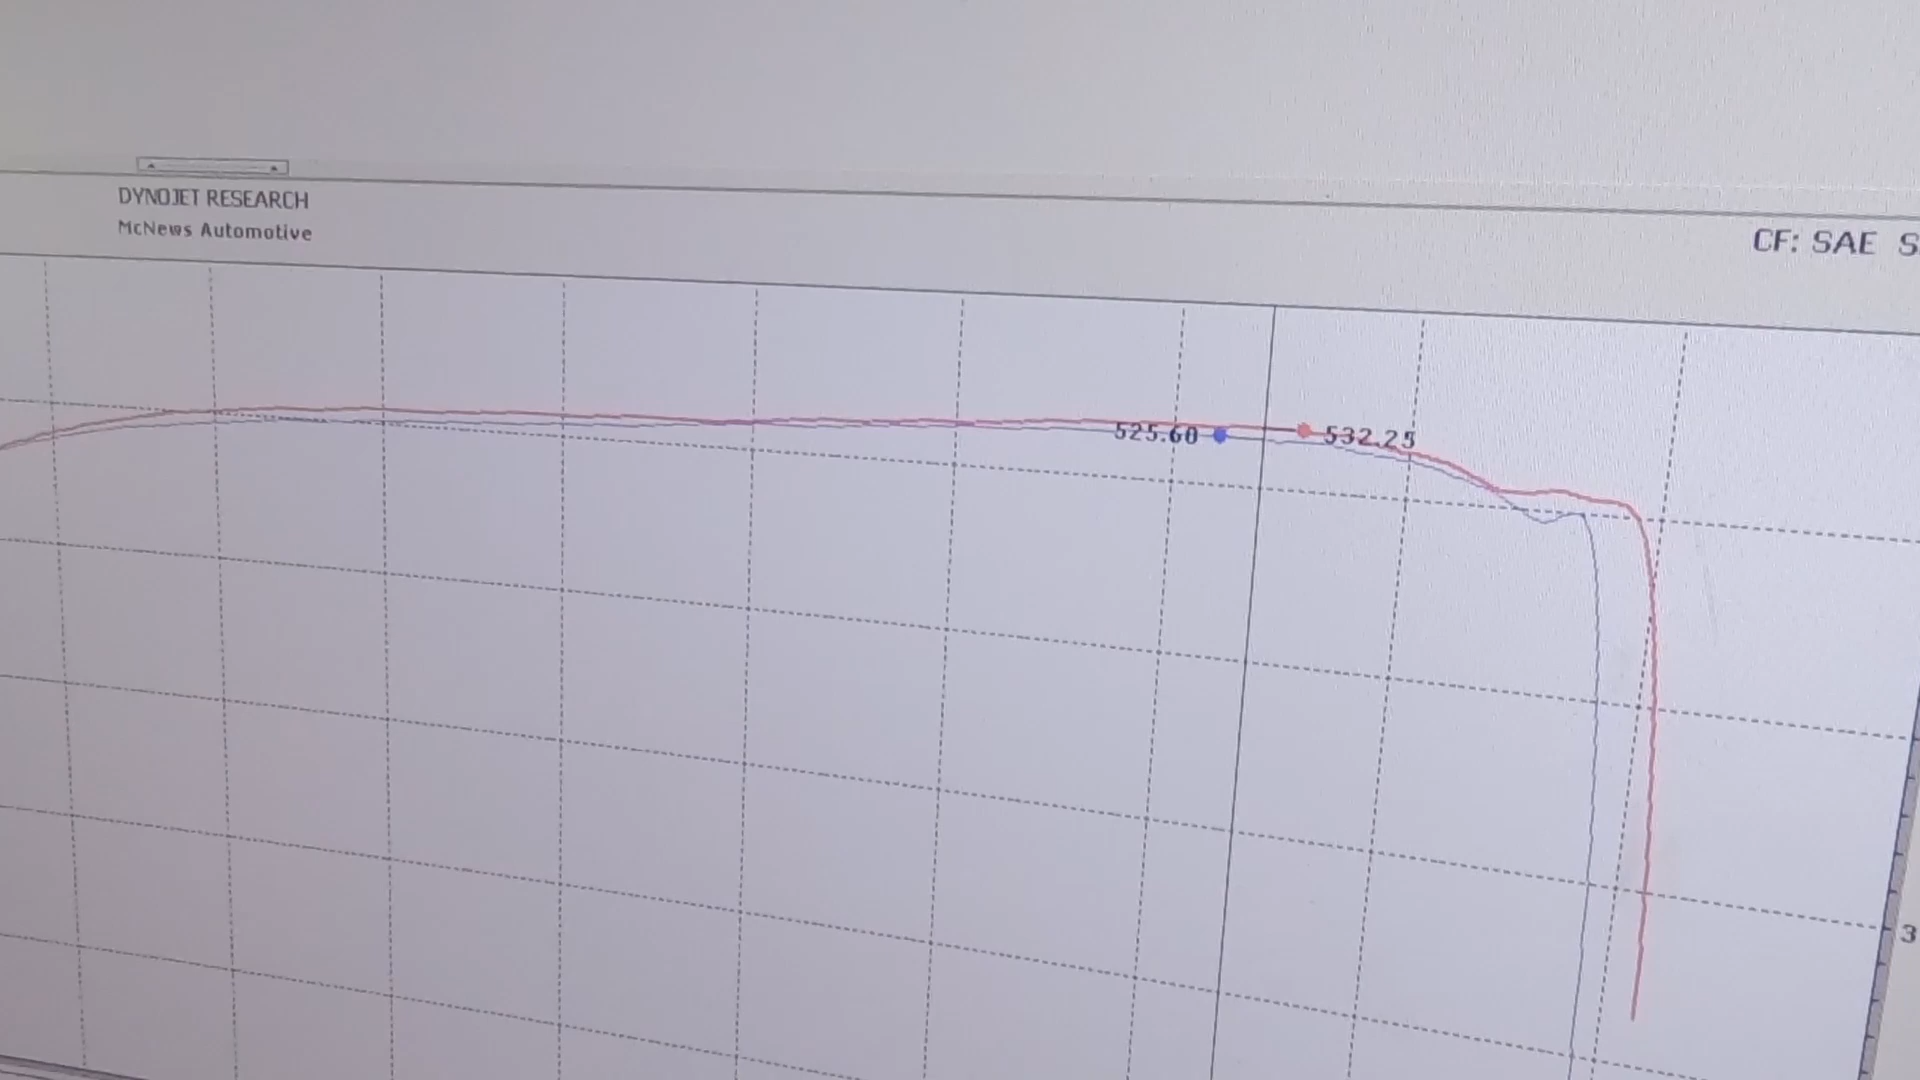 DYNOJET RESEARCH
McNews Automotive
CF: SAE S
525.60
532.25
3